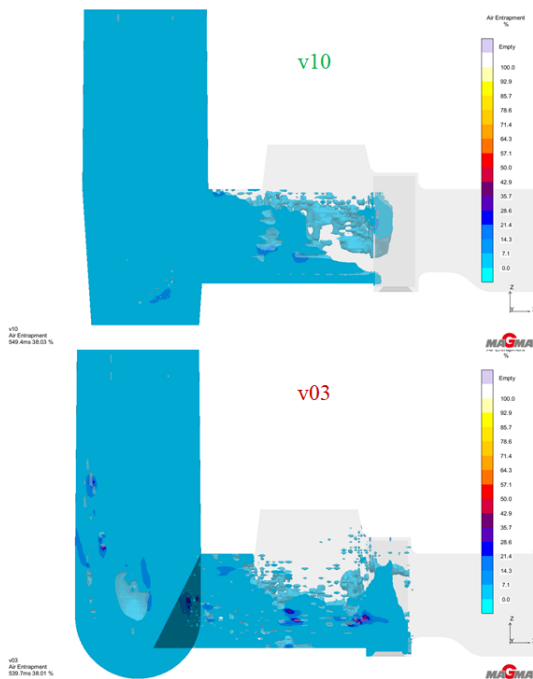 Air Entrapment
%
v10
Empty
100.0
92.9
85.7
78.6
71.4
64.3
57.1
50.0
42.9
35.7
28.6
21.4
14.3
7.1
0.0
Z
v10
Air Entrapment
549.4ms 38.03 %
MAGMA
%
v03
Empty
100.0
92.9
85.7
78.6
71.4
64.3
57.1
50.0
42.9
35.7
28.6
21.4
14.3
7.1
0.0
Z
v03
Air Entrapment
539.7ms 38.01 %
MAGMA